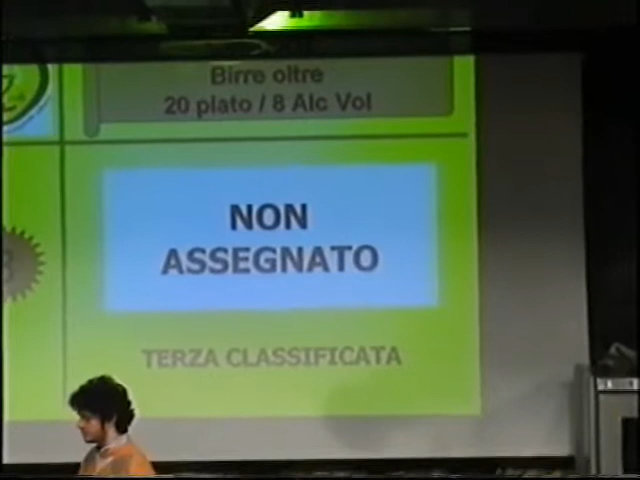 Birre oltre
20 plato / 8 Alc Vol
NON
ASSEGNATO
TERZA CLASSIFICATA